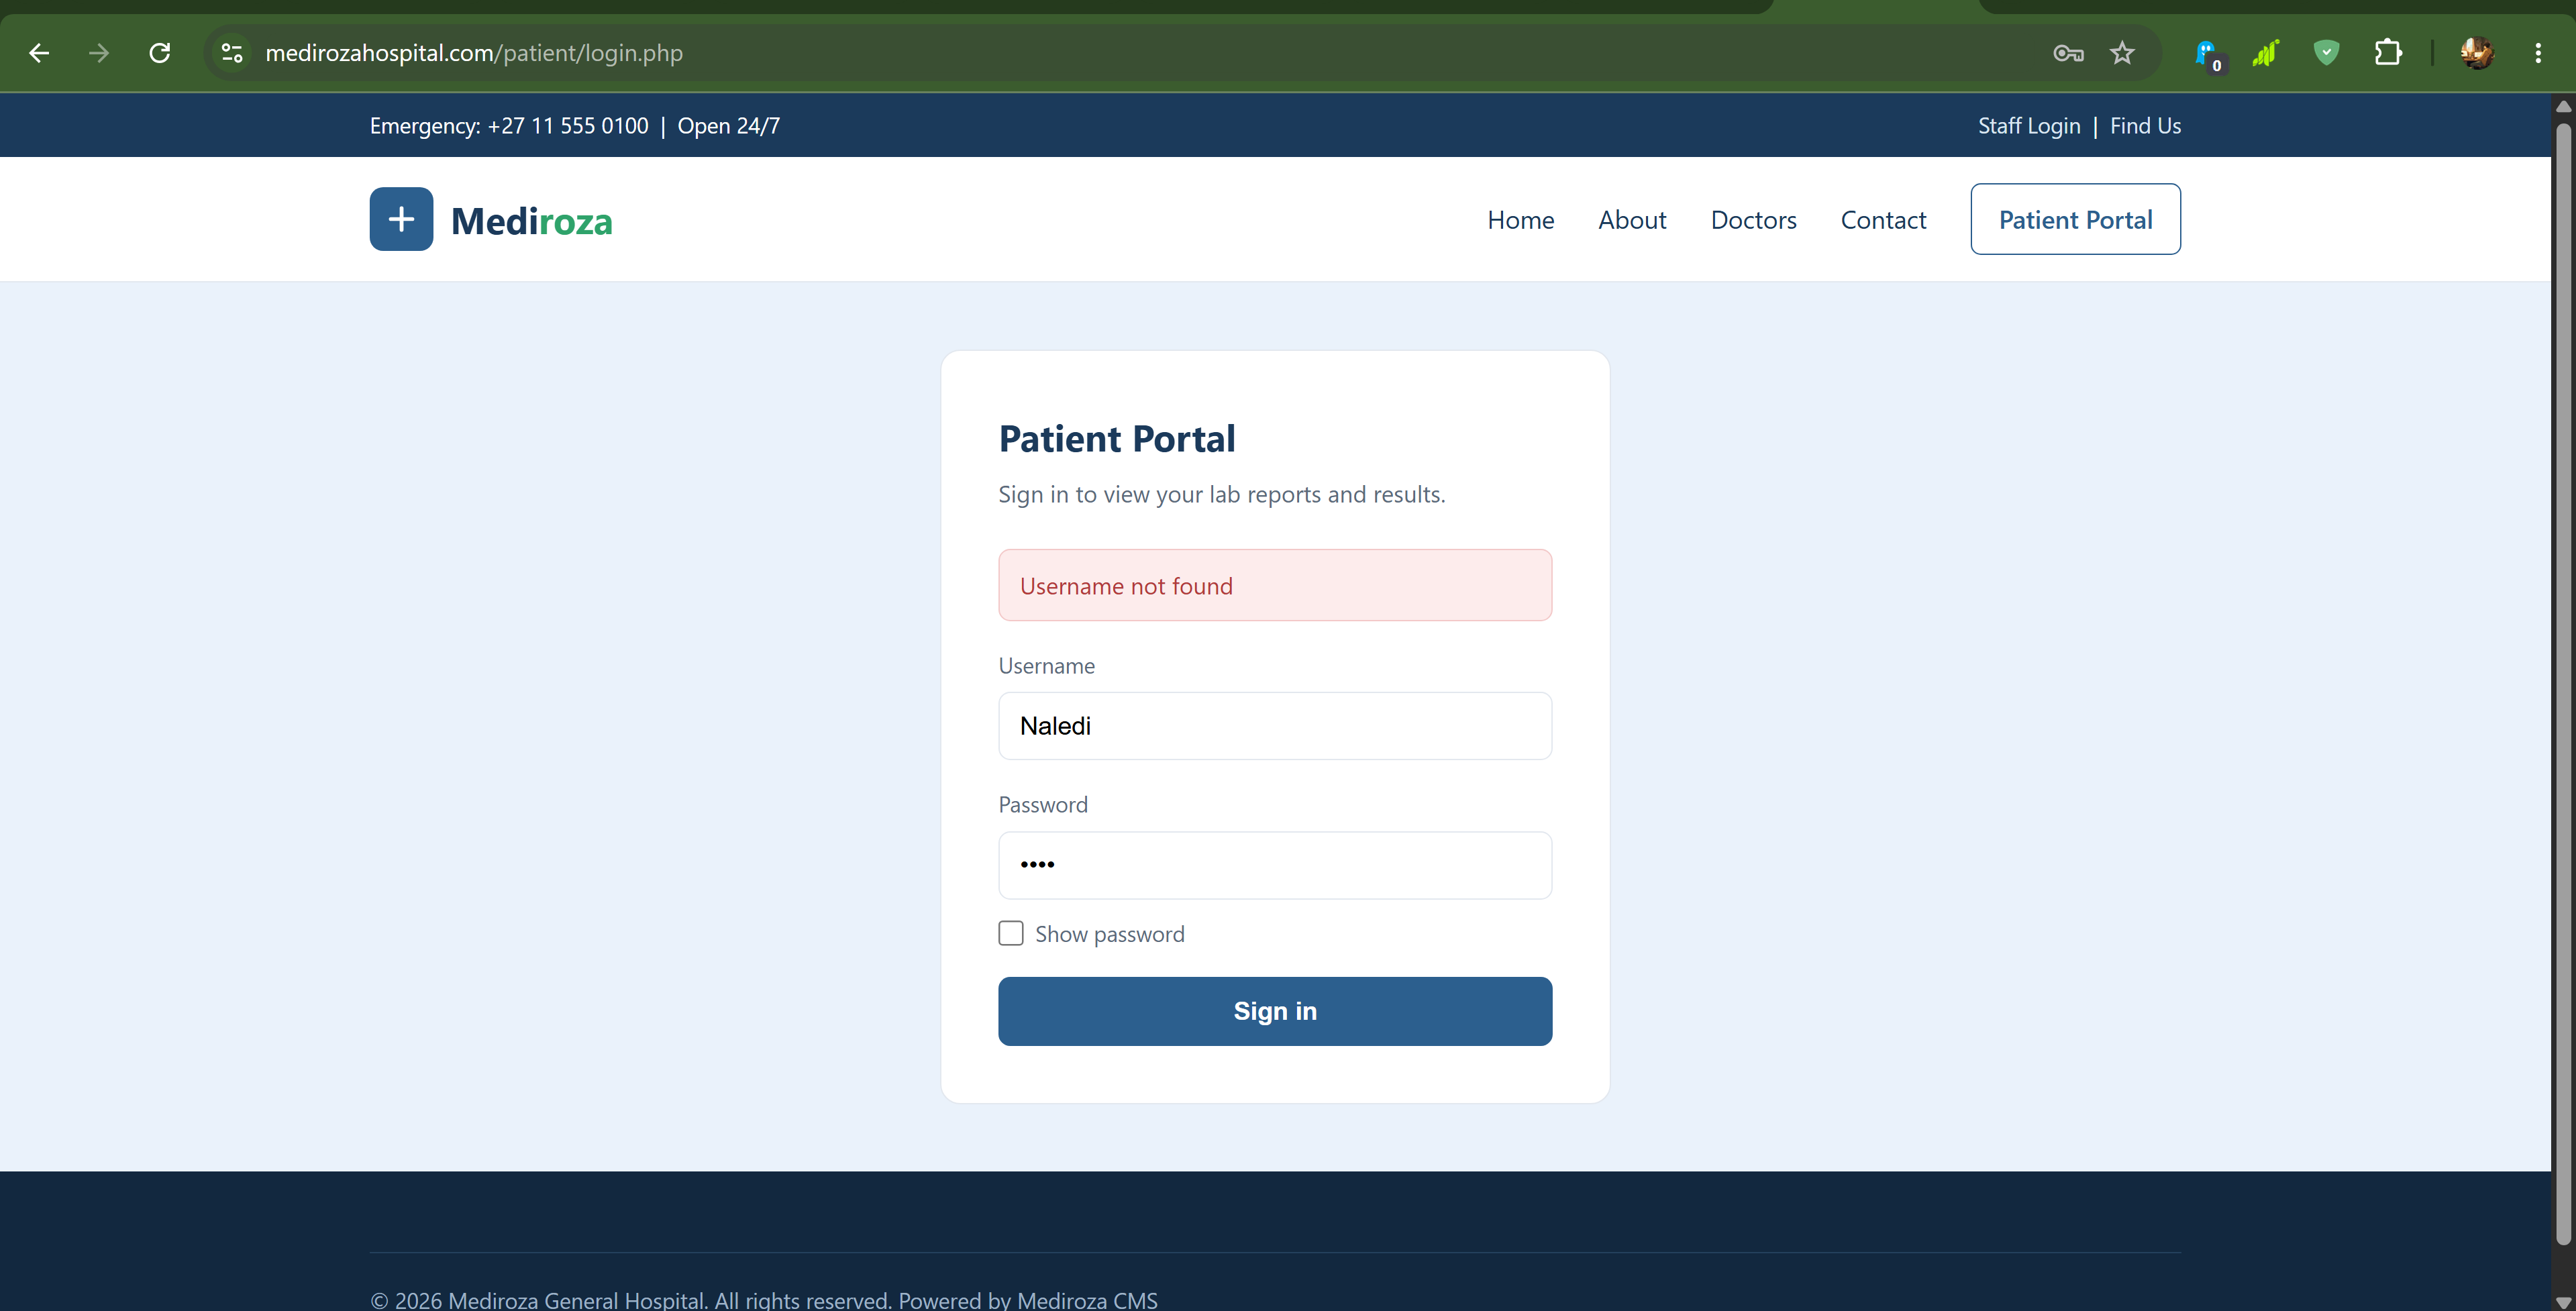 medirozahospital.com/patient/login.php
0
Emergency: +27 11 555 0100 | Open 24/7
Staff Login | Find Us
Mediroza
Home
About
Doctors
Contact
Patient Portal
Patient Portal
Sign in to view your lab reports and results.
Username not found
Username
Naledi
Password
••••
Show password
Sign in
© 2026 Mediroza General Hospital. All rights reserved. Powered by Mediroza CMS